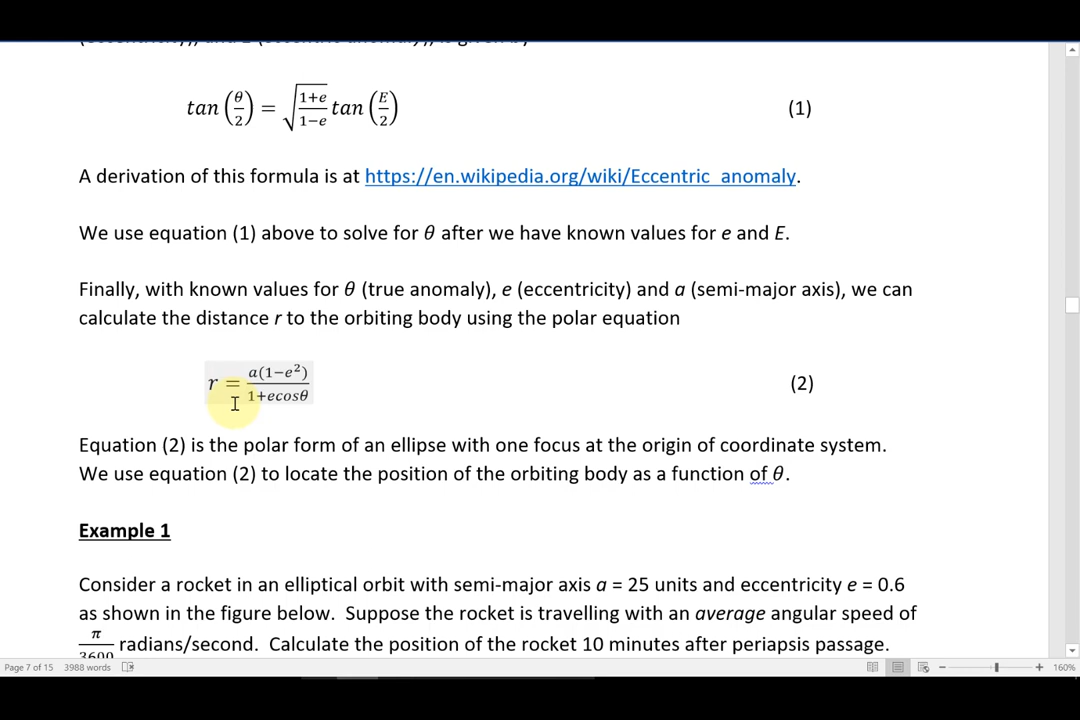 tan(θ/2) = √((1+e)/(1−e)) tan(E/2) (1)
A derivation of this formula is at https://en.wikipedia.org/wiki/Eccentric_anomaly.
We use equation (1) above to solve for θ after we have known values for e and E.
Finally, with known values for θ (true anomaly), e (eccentricity) and a (semi-major axis), we can
calculate the distance r to the orbiting body using the polar equation
r = a(1−e²)/(1+ecosθ) (2)
Equation (2) is the polar form of an ellipse with one focus at the origin of coordinate system.
We use equation (2) to locate the position of the orbiting body as a function of θ.
Example 1
Consider a rocket in an elliptical orbit with semi-major axis a = 25 units and eccentricity e = 0.6
as shown in the figure below. Suppose the rocket is travelling with an average angular speed of
π/3600 radians/second. Calculate the position of the rocket 10 minutes after periapsis passage.
Page 7 of 15 3988 words 160%